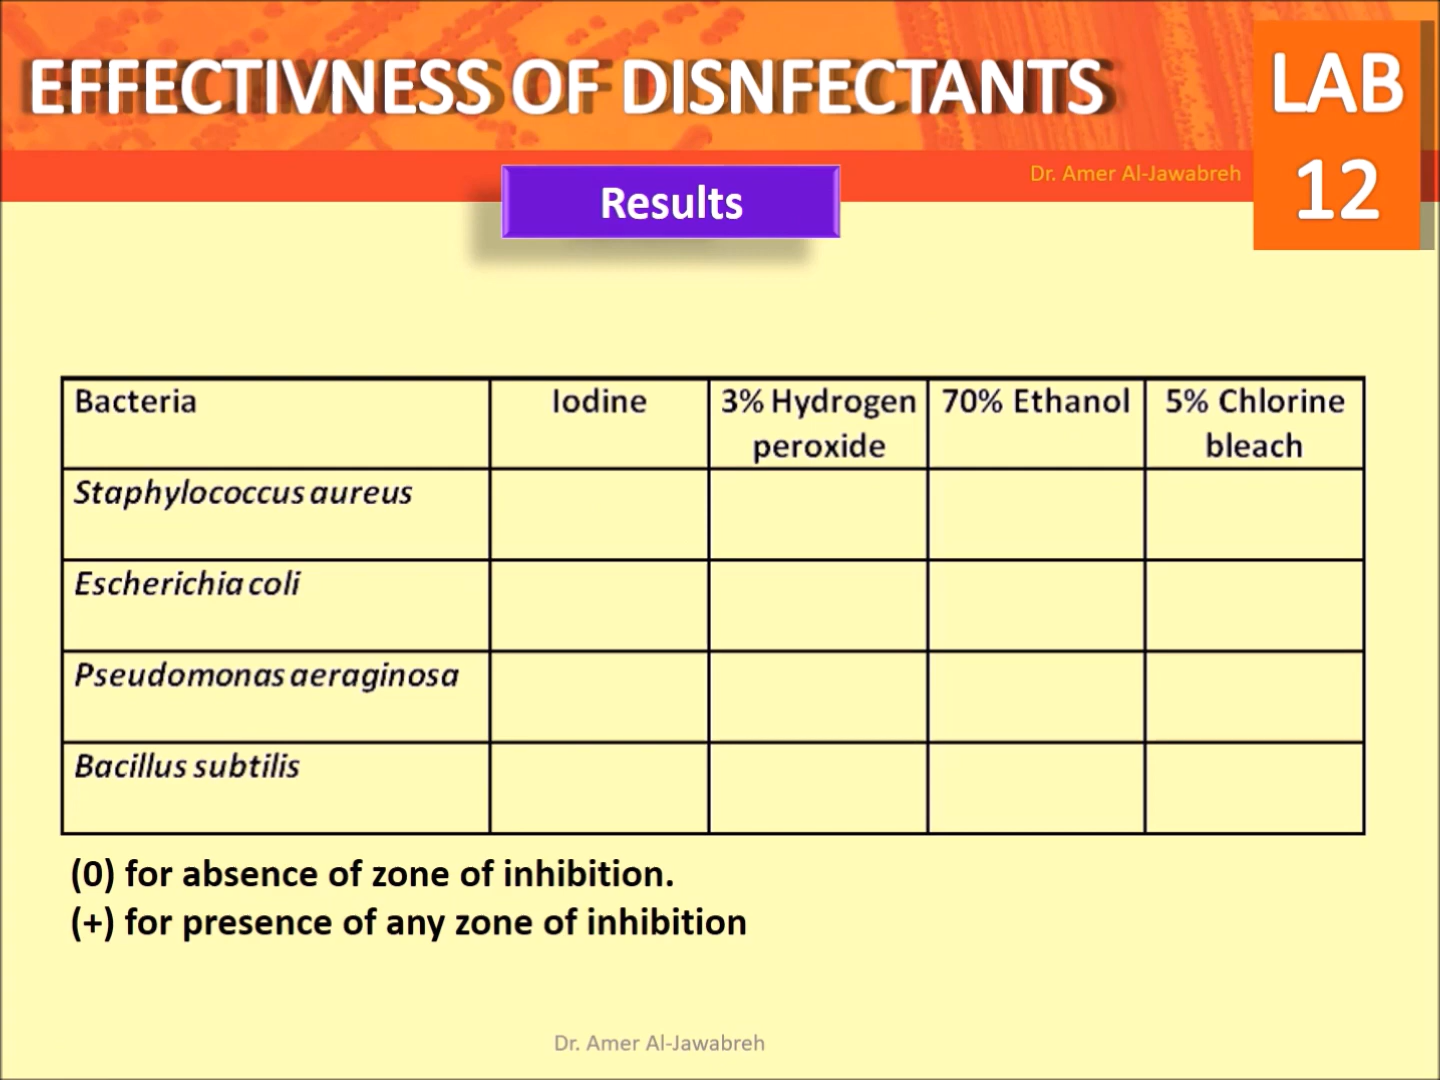 EFFECTIVNESS OF DISNFECTANTS
LAB
12
Dr. Amer Al-Jawabreh
Results
Bacteria
Iodine
3% Hydrogen
peroxide
70% Ethanol
5% Chlorine
bleach
Staphylococcus aureus
Escherichia coli
Pseudomonas aeraginosa
Bacillus subtilis
(0) for absence of zone of inhibition.
(+) for presence of any zone of inhibition
Dr. Amer Al-Jawabreh